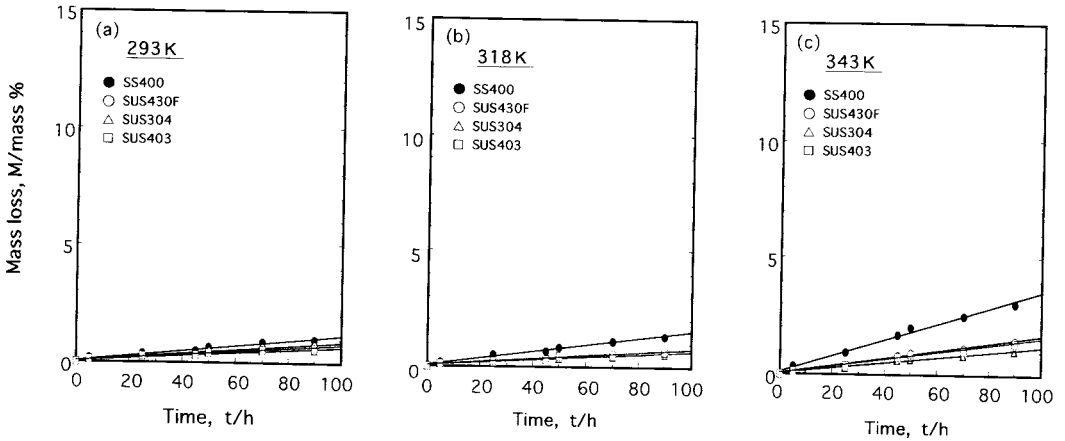 Mass loss, M/mass %
15
10
5
0
(a)
293K
SS400
SUS430F
SUS304
SUS403
0 20 40 60 80 100
Time, t/h
15
10
5
0
(b)
318K
SS400
SUS430F
SUS304
SUS403
0 20 40 60 80 100
Time, t/h
15
10
5
0
(c)
343K
SS400
SUS430F
SUS304
SUS403
0 20 40 60 80 100
Time, t/h